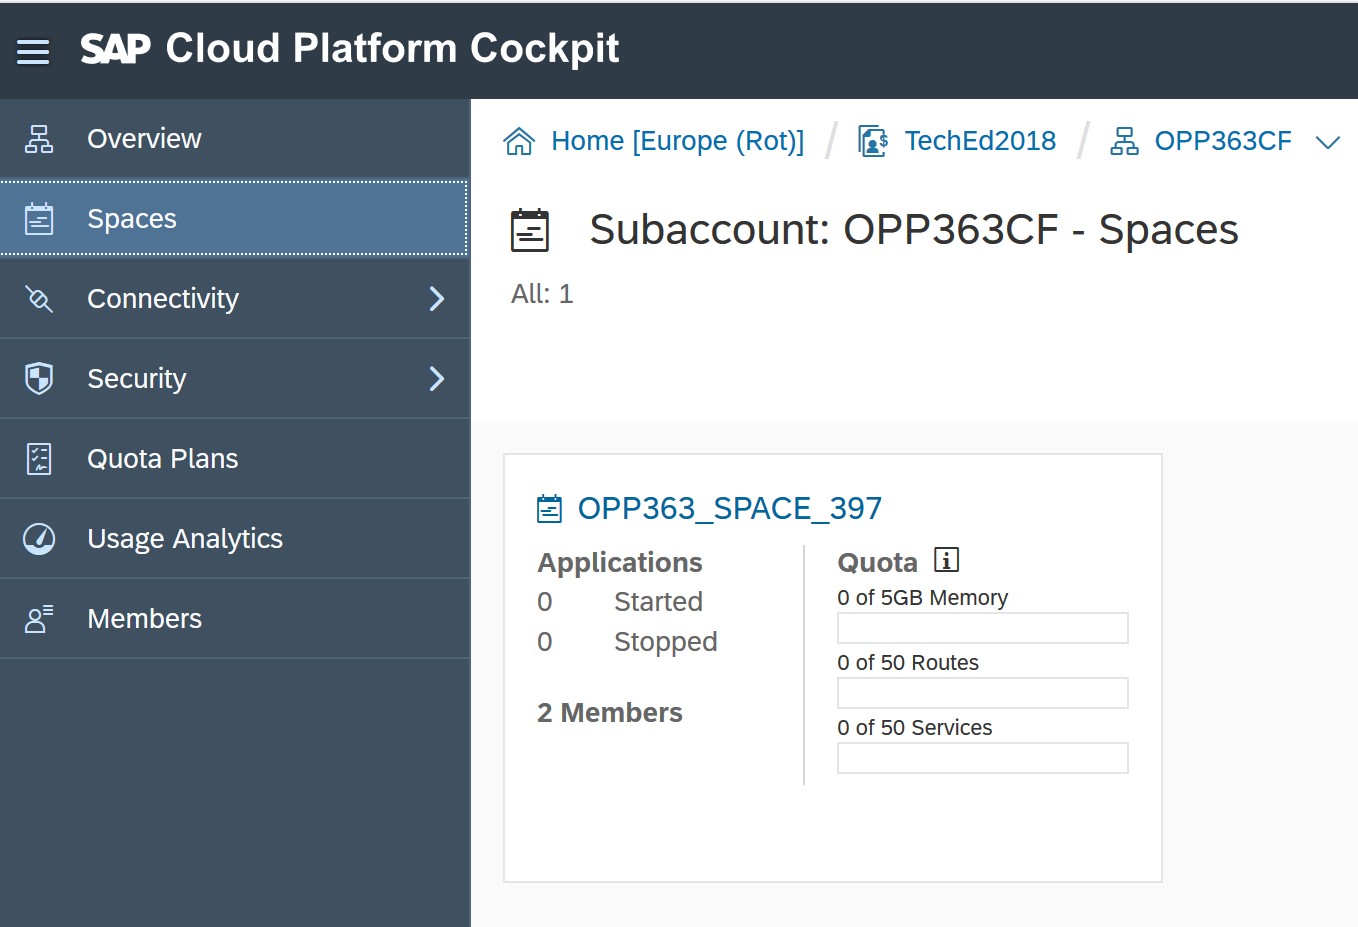 SAP Cloud Platform Cockpit
Overview
Spaces
Connectivity
Security
Quota Plans
Usage Analytics
Members
Home [Europe (Rot)] / TechEd2018 / OPP363CF
Subaccount: OPP363CF - Spaces
All: 1
OPP363_SPACE_397
Applications
0 Started
0 Stopped
2 Members
Quota
0 of 5GB Memory
0 of 50 Routes
0 of 50 Services